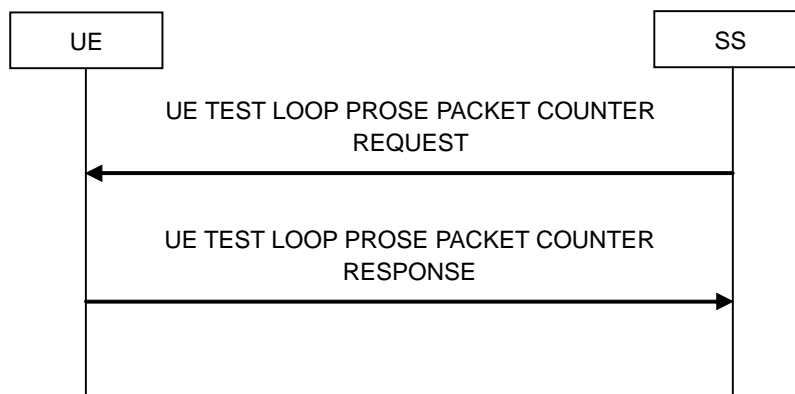 UE
SS
UE TEST LOOP PROSE PACKET COUNTER
REQUEST
UE TEST LOOP PROSE PACKET COUNTER
RESPONSE